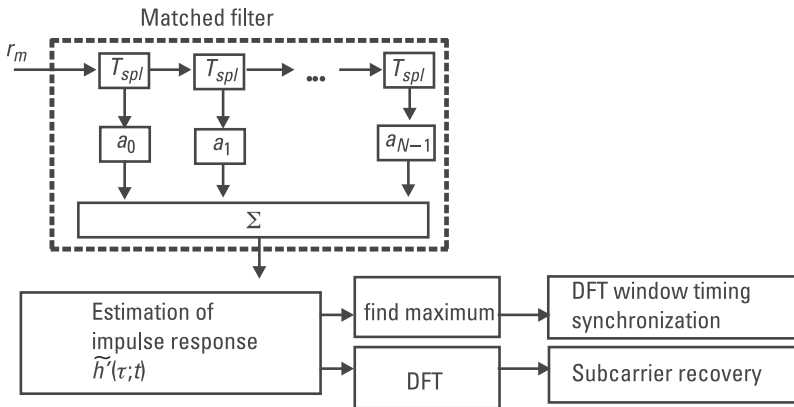 Matched filter
r_m
T_spl T_spl ... T_spl
a_0 a_1 a_{N−1}
Σ
Estimation of
impulse response
h̃′(τ;t)
find maximum
DFT
DFT window timing
synchronization
Subcarrier recovery